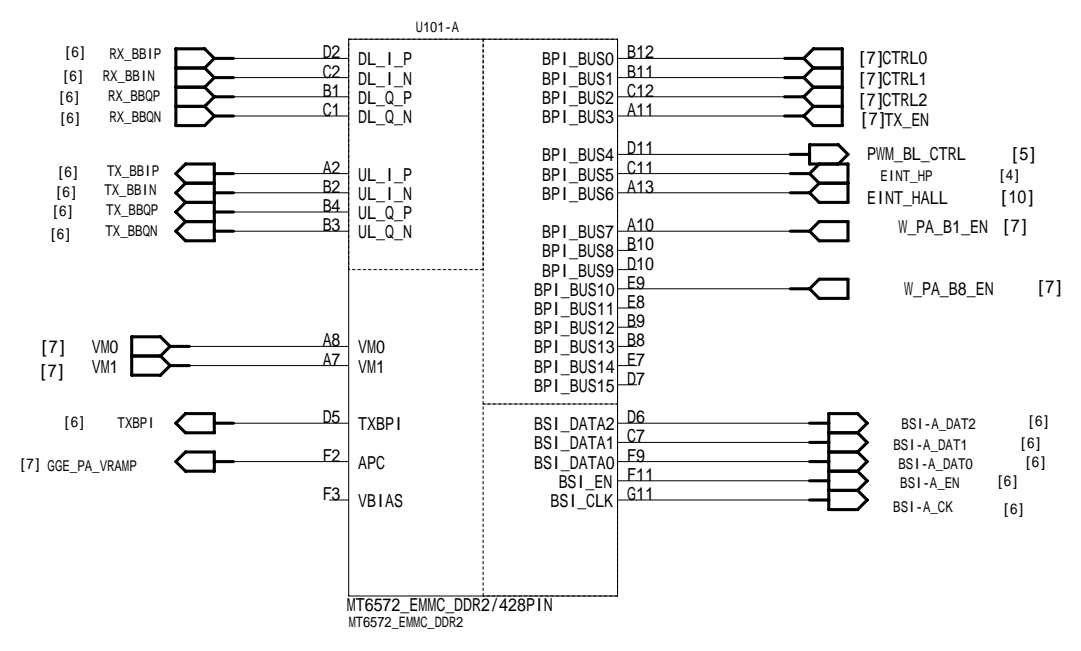 U101-A
[6] RX_BBIP D2 DL_I_P BPI_BUS0 B12 [7]CTRL0
[6] RX_BBIN C2 DL_I_N BPI_BUS1 B11 [7]CTRL1
[6] RX_BBQP B1 DL_Q_P BPI_BUS2 C12 [7]CTRL2
[6] RX_BBQN C1 DL_Q_N BPI_BUS3 A11 [7]TX_EN
BPI_BUS4 D11 PWM_BL_CTRL [5]
[6] TX_BBIP A2 UL_I_P BPI_BUS5 C11 EINT_HP [4]
[6] TX_BBIN B2 UL_I_N BPI_BUS6 A13 EINT_HALL [10]
[6] TX_BBQP B4 UL_Q_P
[6] TX_BBQN B3 UL_Q_N BPI_BUS7 A10 W_PA_B1_EN [7]
BPI_BUS8 B10
BPI_BUS9 D10
BPI_BUS10 E9 W_PA_B8_EN [7]
BPI_BUS11 E8
BPI_BUS12 B9
[7] VM0 A8 VM0 BPI_BUS13 B8
[7] VM1 A7 VM1 BPI_BUS14 E7
BPI_BUS15 D7
[6] TXBPI D5 TXBPI BSI_DATA2 D6 BSI-A_DAT2 [6]
BSI_DATA1 C7 BSI-A_DAT1 [6]
[7] GGE_PA_VRAMP F2 APC BSI_DATA0 F9 BSI-A_DAT0 [6]
BSI_EN F11 BSI-A_EN [6]
F3 VBIAS BSI_CLK G11 BSI-A_CK [6]
MT6572_EMMC_DDR2/428PIN
MT6572_EMMC_DDR2